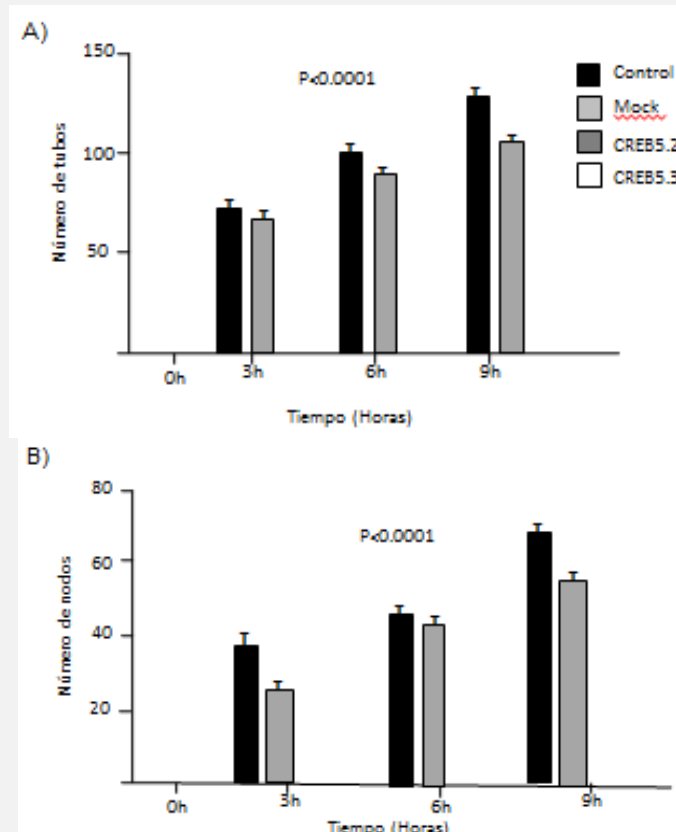 A)
150
100
50
Número de tubos
P<0.0001
Control
Mock
CREB5.2
CREB5.3
0h 3h 6h 9h
Tiempo (Horas)
B)
80
60
40
20
Número de nodos
P<0.0001
0h 3h 6h 9h
Tiempo (Horas)